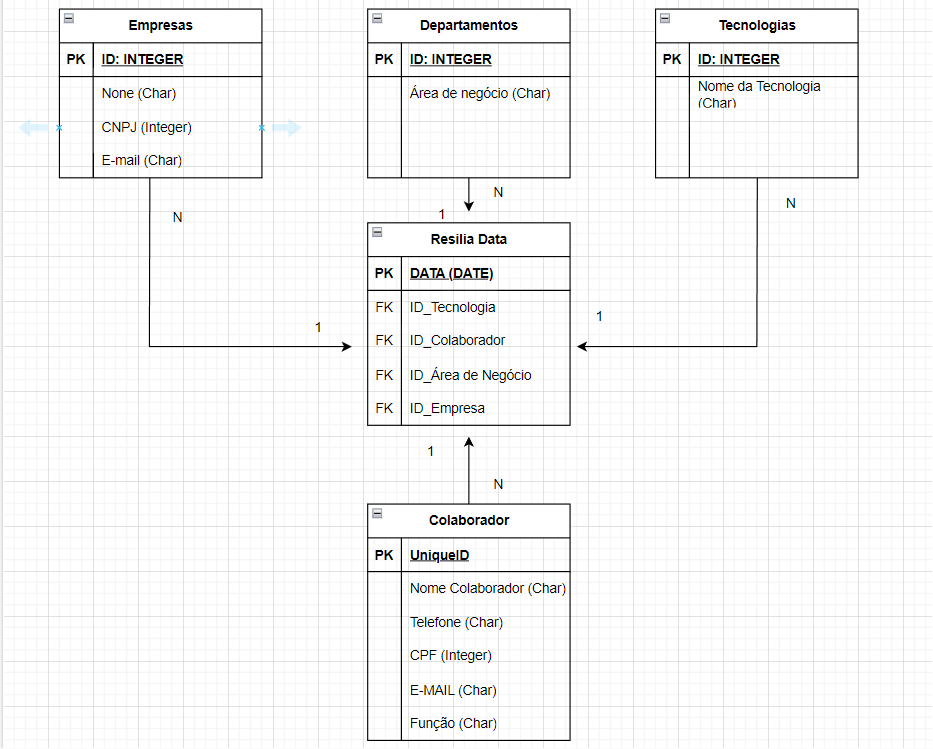 Empresas
PK ID: INTEGER
None (Char)
CNPJ (Integer)
E-mail (Char)
Departamentos
PK ID: INTEGER
Área de negócio (Char)
Tecnologias
PK ID: INTEGER
Nome da Tecnologia
(Char)
N
N
N
1
1
1
Resilia Data
PK DATA (DATE)
FK ID_Tecnologia
FK ID_Colaborador
FK ID_Área de Negócio
FK ID_Empresa
1
N
Colaborador
PK UniqueID
Nome Colaborador (Char)
Telefone (Char)
CPF (Integer)
E-MAIL (Char)
Função (Char)